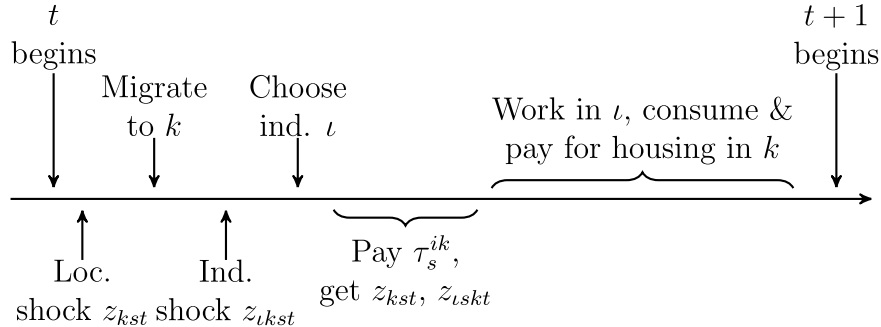 t
begins
t + 1
begins
Migrate
to k
Choose
ind. ι
Work in ι, consume &
pay for housing in k
Loc.
shock z_{kst}
Ind.
shock z_{ιkst}
Pay τ_s^{ik},
get z_{kst}, z_{ιskt}